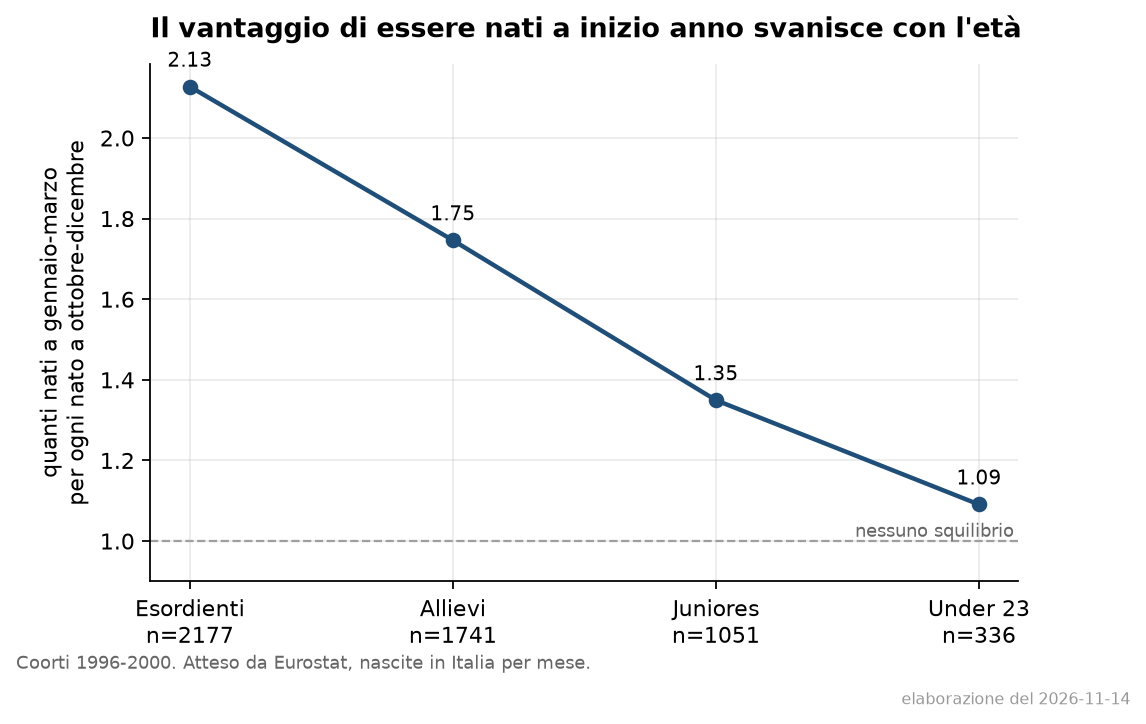 Il vantaggio di essere nati a inizio anno svanisce con l'età
quanti nati a gennaio-marzo
per ogni nato a ottobre-dicembre
2.0
1.8
1.6
1.4
1.2
1.0
2.13
1.75
1.35
1.09
nessuno squilibrio
Esordienti
n=2177
Allievi
n=1741
Juniores
n=1051
Under 23
n=336
Coorti 1996-2000. Atteso da Eurostat, nascite in Italia per mese.
elaborazione del 2026-11-14